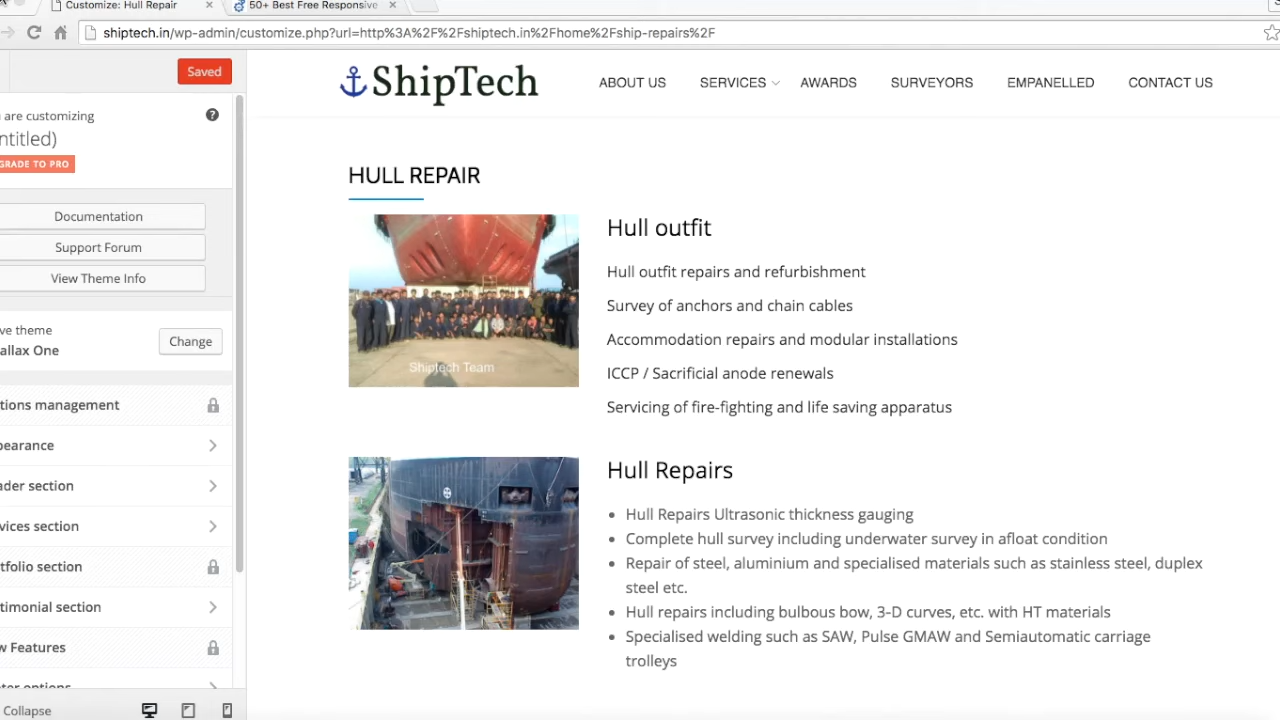 Customize: Hull Repair
50+ Best Free Responsive
shiptech.in/wp-admin/customize.php?url=http%3A%2F%2Fshiptech.in%2Fhome%2Fship-repairs%2F
Saved
are customizing
ntitled)
GRADE TO PRO
Documentation
Support Forum
View Theme Info
ve theme
allax One
Change
tions management
pearance
ader section
vices section
tfolio section
timonial section
w Features
ter options
Collapse
ShipTech
ABOUT US
SERVICES
AWARDS
SURVEYORS
EMPANELLED
CONTACT US
HULL REPAIR
Shiptech Team
Hull outfit
Hull outfit repairs and refurbishment
Survey of anchors and chain cables
Accommodation repairs and modular installations
ICCP / Sacrificial anode renewals
Servicing of fire-fighting and life saving apparatus
Hull Repairs
• Hull Repairs Ultrasonic thickness gauging
• Complete hull survey including underwater survey in afloat condition
• Repair of steel, aluminium and specialised materials such as stainless steel, duplex
steel etc.
• Hull repairs including bulbous bow, 3-D curves, etc. with HT materials
• Specialised welding such as SAW, Pulse GMAW and Semiautomatic carriage
trolleys